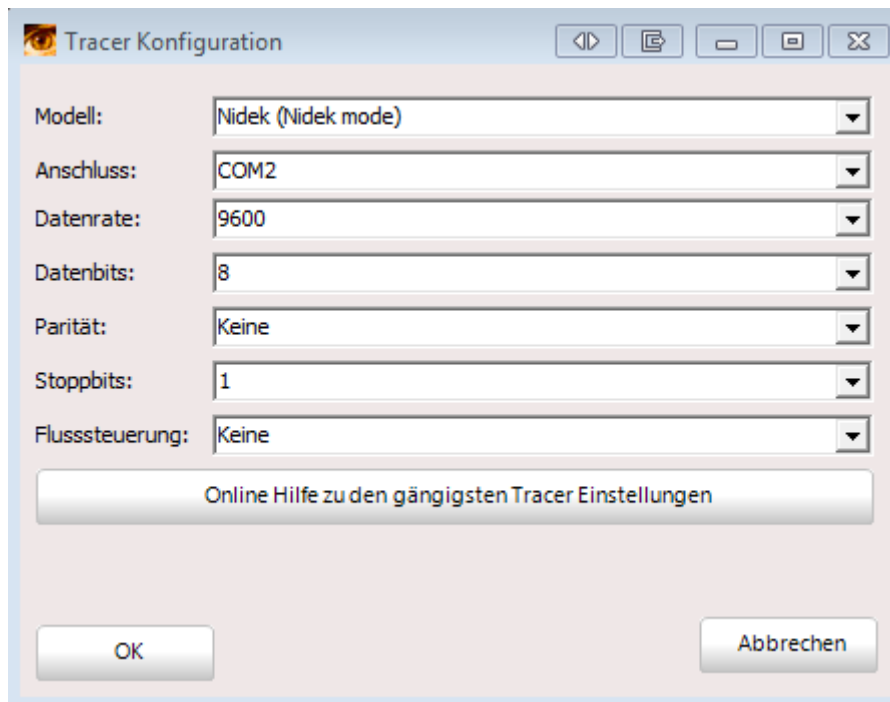 Tracer Konfiguration
Modell: Nidek (Nidek mode)
Anschluss: COM2
Datenrate: 9600
Datenbits: 8
Parität: Keine
Stoppbits: 1
Flusssteuerung: Keine
Online Hilfe zu den gängigsten Tracer Einstellungen
OK Abbrechen